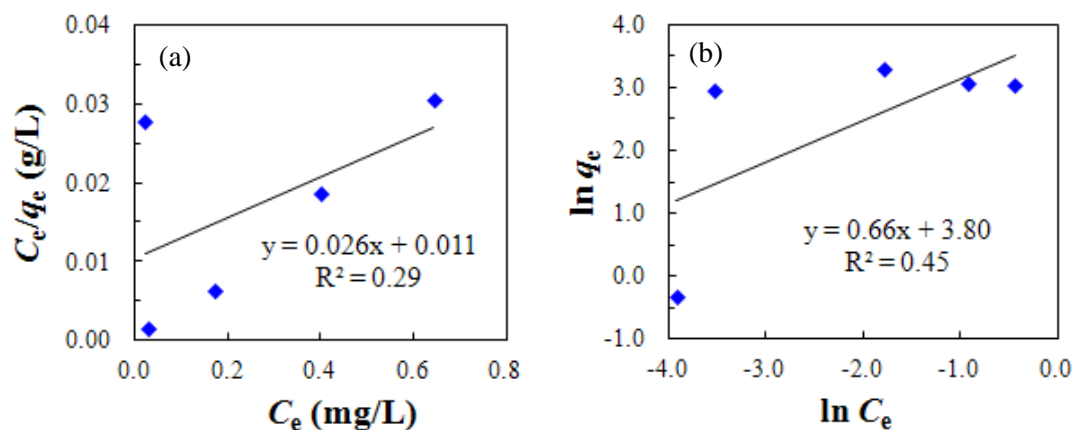 (a)
0.04
0.03
0.02
0.01
0.00
Cₑ/qₑ (g/L)
y = 0.026x + 0.011
R² = 0.29
0.0 0.2 0.4 0.6 0.8
Cₑ (mg/L)
(b)
4.0
3.0
2.0
1.0
0.0
-1.0
ln qₑ
y = 0.66x + 3.80
R² = 0.45
-4.0 -3.0 -2.0 -1.0 0.0
ln Cₑ